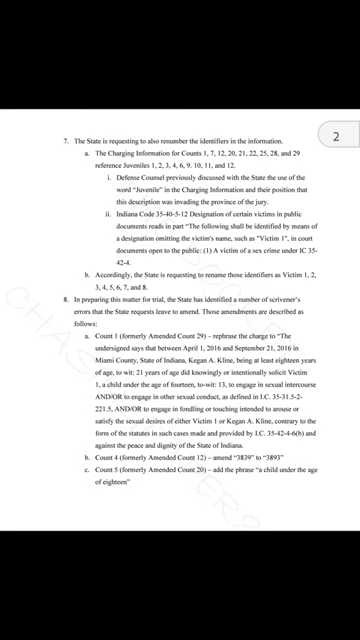 2
7. The State is requesting to also renumber the identifiers in the information.
a. The Charging Information for Counts 1, 7, 12, 20, 21, 22, 25, 28, and 29
reference Juveniles 1, 2, 3, 4, 6, 9. 10, 11, and 12.
i. Defense Counsel previously discussed with the State the use of the
word “Juvenile” in the Charging Information and their position that
this description was invading the province of the jury.
ii. Indiana Code 35-40-5-12 Designation of certain victims in public
documents reads in part “The following shall be identified by means of
a designation omitting the victim's name, such as "Victim 1", in court
documents open to the public: (1) A victim of a sex crime under IC 35-
42-4.
b. Accordingly, the State is requesting to rename those identifiers as Victim 1, 2,
3, 4, 5, 6, 7, and 8.
8. In preparing this matter for trial, the State has identified a number of scrivener’s
errors that the State requests leave to amend. Those amendments are described as
follows:
a. Count 1 (formerly Amended Count 29) – rephrase the charge to “The
undersigned says that between April 1, 2016 and September 21, 2016 in
Miami County, State of Indiana, Kegan A. Kline, being at least eighteen years
of age, to wit: 21 years of age did knowingly or intentionally solicit Victim
1, a child under the age of fourteen, to-wit: 13, to engage in sexual intercourse
AND/OR to engage in other sexual conduct, as defined in I.C. 35-31.5-2-
221.5, AND/OR to engage in fondling or touching intended to arouse or
satisfy the sexual desires of either Victim 1 or Kegan A. Kline, contrary to the
form of the statutes in such cases made and provided by I.C. 35-42-4-6(b) and
against the peace and dignity of the State of Indiana.
b. Count 4 (formerly Amended Count 12) – amend “3839” to “3893”
c. Count 5 (formerly Amended Count 20) – add the phrase “a child under the age
of eighteen”